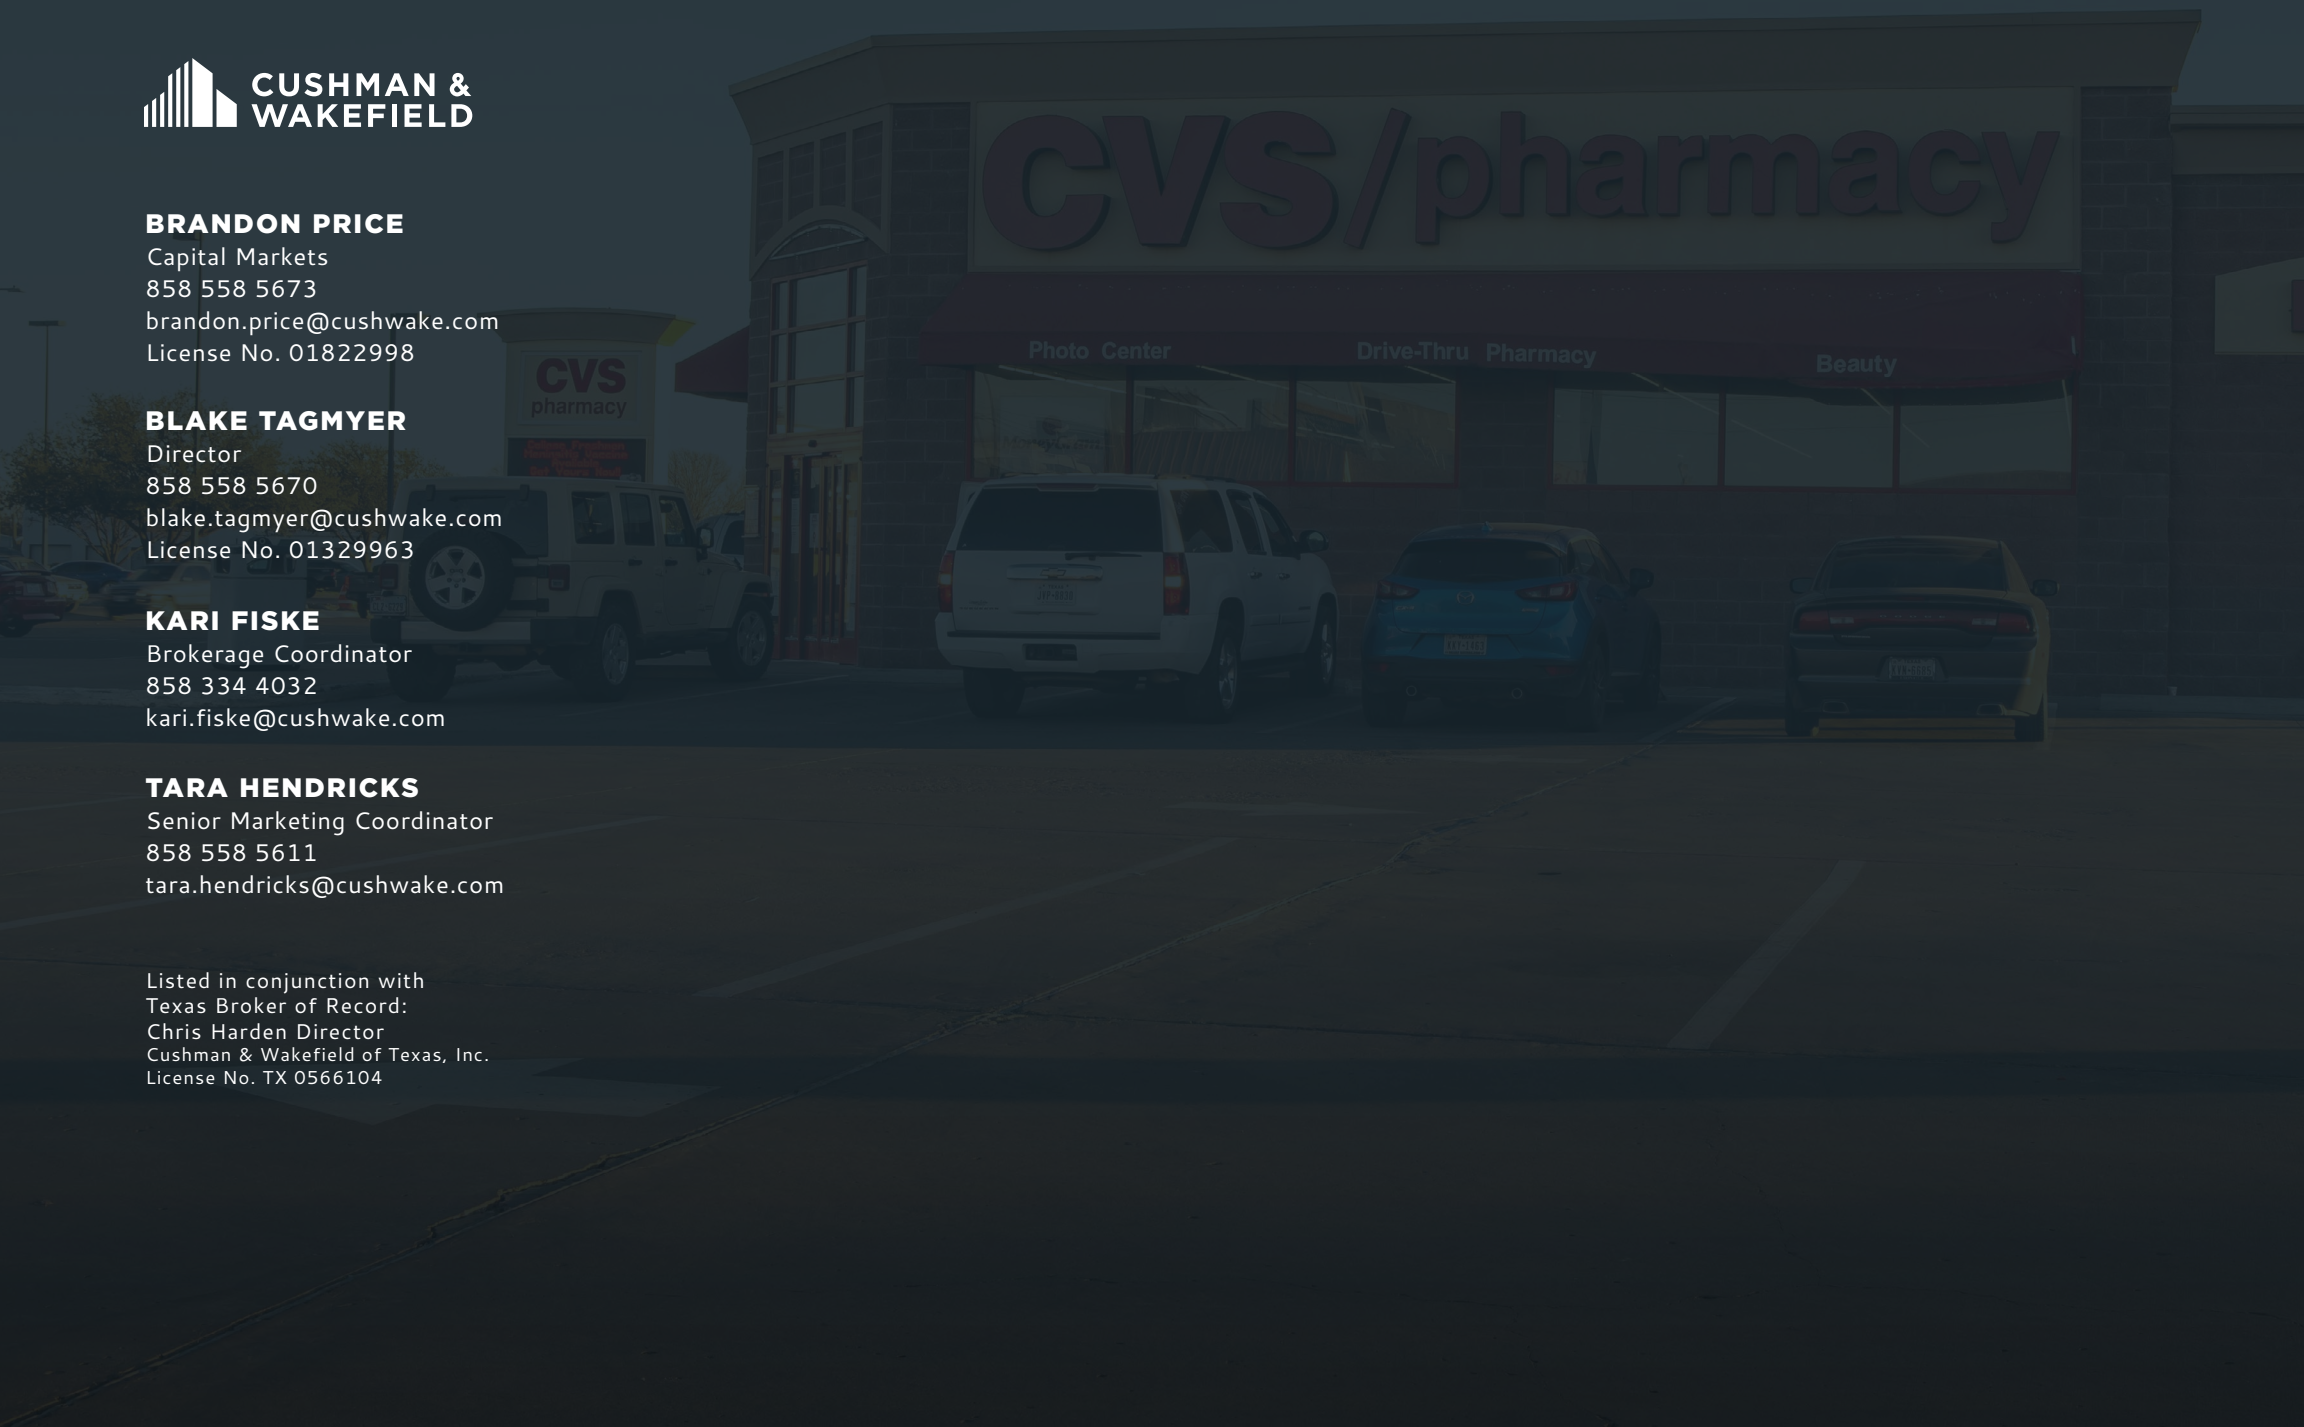 CUSHMAN &
WAKEFIELD
BRANDON PRICE
Capital Markets
858 558 5673
brandon.price@cushwake.com
License No. 01822998
BLAKE TAGMYER
Director
858 558 5670
blake.tagmyer@cushwake.com
License No. 01329963
KARI FISKE
Brokerage Coordinator
858 334 4032
kari.fiske@cushwake.com
TARA HENDRICKS
Senior Marketing Coordinator
858 558 5611
tara.hendricks@cushwake.com
Listed in conjunction with
Texas Broker of Record:
Chris Harden Director
Cushman & Wakefield of Texas, Inc.
License No. TX 0566104
CVS/pharmacy
Photo Center
Drive-Thru Pharmacy
Beauty
CVS
pharmacy